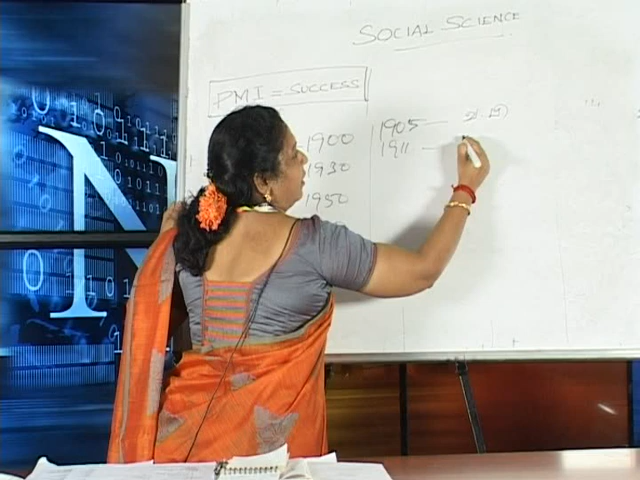 SOCIAL SCIENCE
PMI = SUCCESS
1900
1930
1950
1905 —
1911 —
N